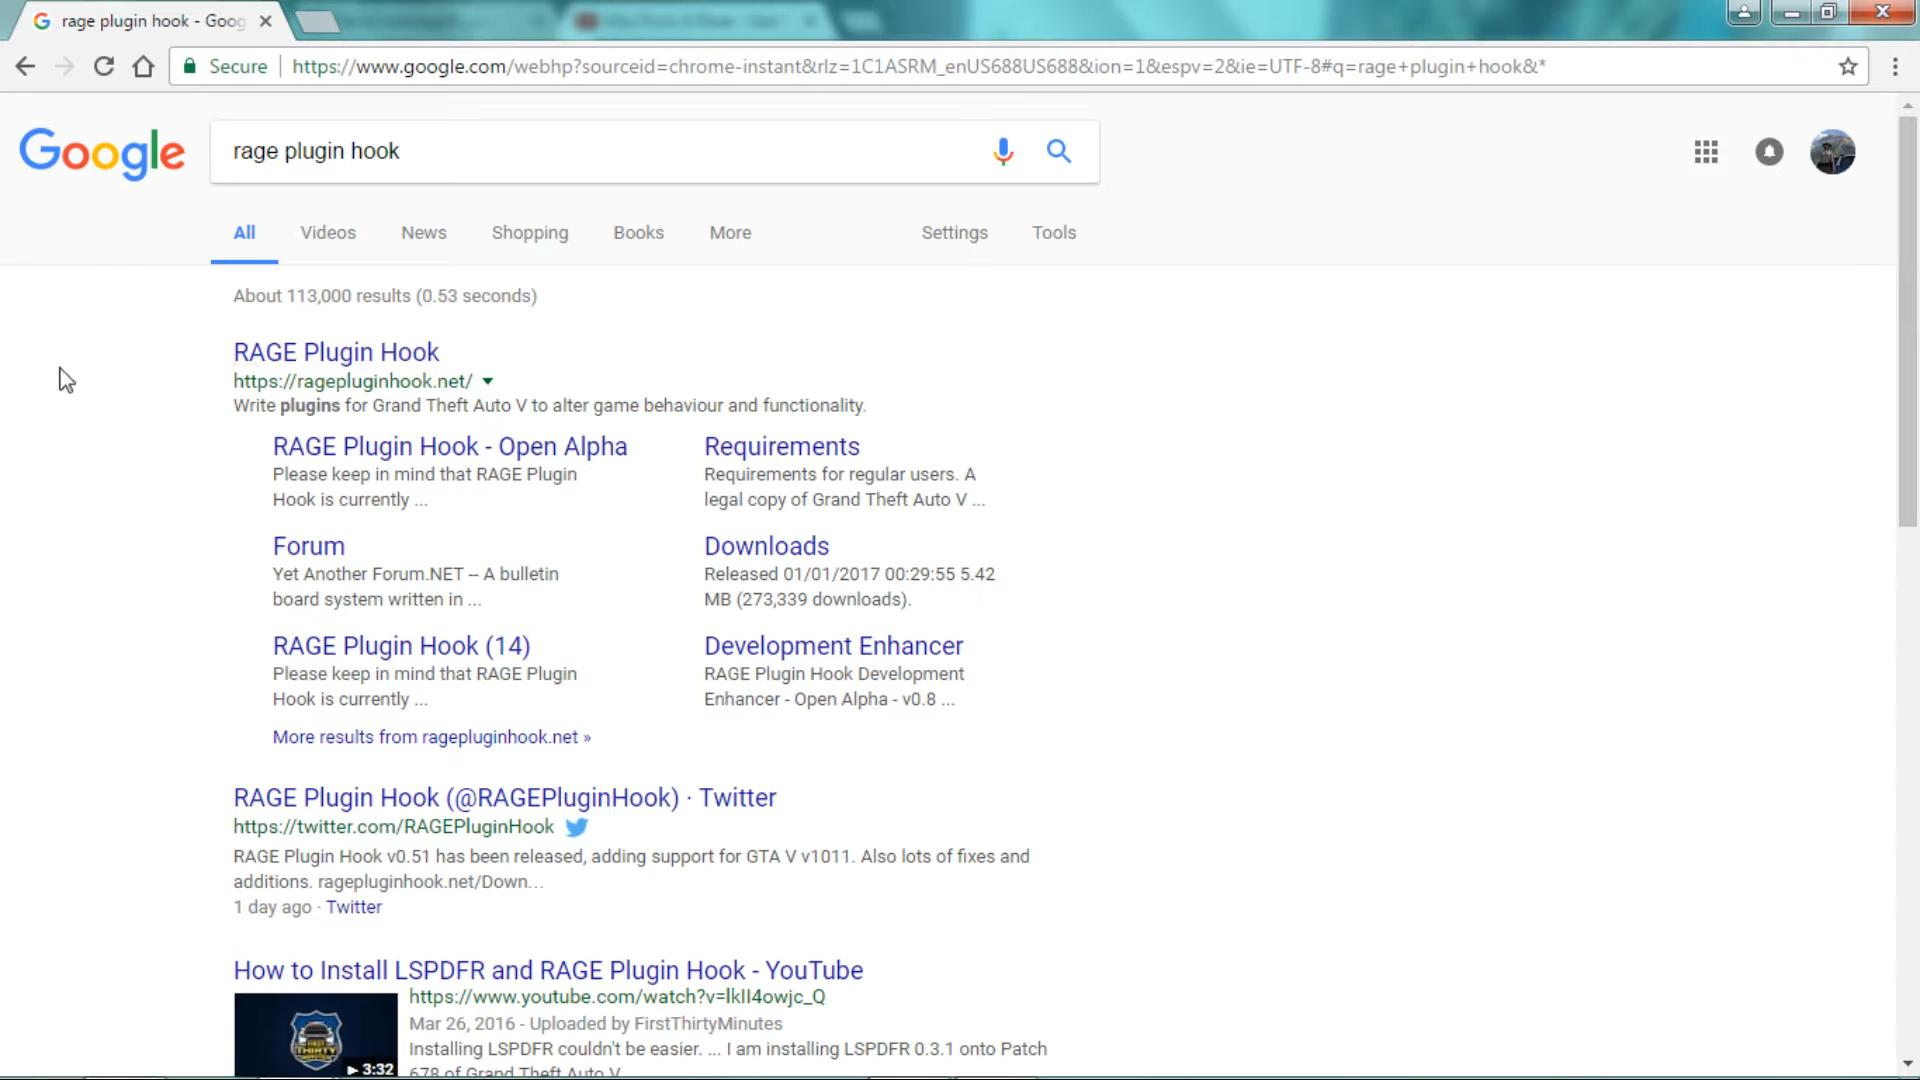 rage plugin hook - Goog
Secure
https://www.google.com/webhp?sourceid=chrome-instant&rlz=1C1ASRM_enUS688US688&ion=1&espv=2&ie=UTF-8#q=rage+plugin+hook&*
Google
rage plugin hook
All Videos News Shopping Books More Settings Tools
About 113,000 results (0.53 seconds)
RAGE Plugin Hook
https://ragepluginhook.net/
Write plugins for Grand Theft Auto V to alter game behaviour and functionality.
RAGE Plugin Hook - Open Alpha
Please keep in mind that RAGE Plugin
Hook is currently ...
Requirements
Requirements for regular users. A
legal copy of Grand Theft Auto V ...
Forum
Yet Another Forum.NET -- A bulletin
board system written in ...
Downloads
Released 01/01/2017 00:29:55 5.42
MB (273,339 downloads).
RAGE Plugin Hook (14)
Please keep in mind that RAGE Plugin
Hook is currently ...
Development Enhancer
RAGE Plugin Hook Development
Enhancer - Open Alpha - v0.8 ...
More results from ragepluginhook.net »
RAGE Plugin Hook (@RAGEPluginHook) · Twitter
https://twitter.com/RAGEPluginHook
RAGE Plugin Hook v0.51 has been released, adding support for GTA V v1011. Also lots of fixes and
additions. ragepluginhook.net/Down...
1 day ago · Twitter
How to Install LSPDFR and RAGE Plugin Hook - YouTube
https://www.youtube.com/watch?v=lkII4owjc_Q
Mar 26, 2016 - Uploaded by FirstThirtyMinutes
Installing LSPDFR couldn't be easier. ... I am installing LSPDFR 0.3.1 onto Patch
678 of Grand Theft Auto V
FIRST
THIRTY
3:32